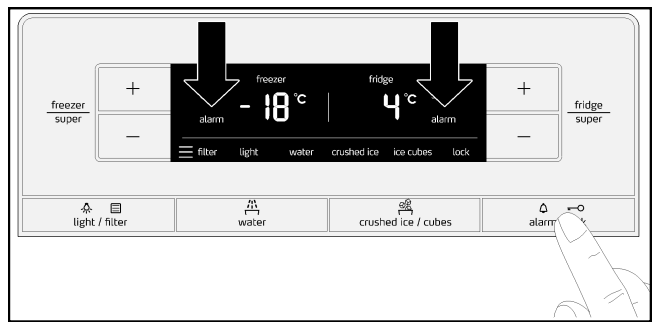 freezer
super
+
−
freezer
-18°C
alarm
fridge
4°C
alarm
filter light water crushed ice ice cubes lock
+
−
fridge
super
light / filter
water
crushed ice / cubes
alarm